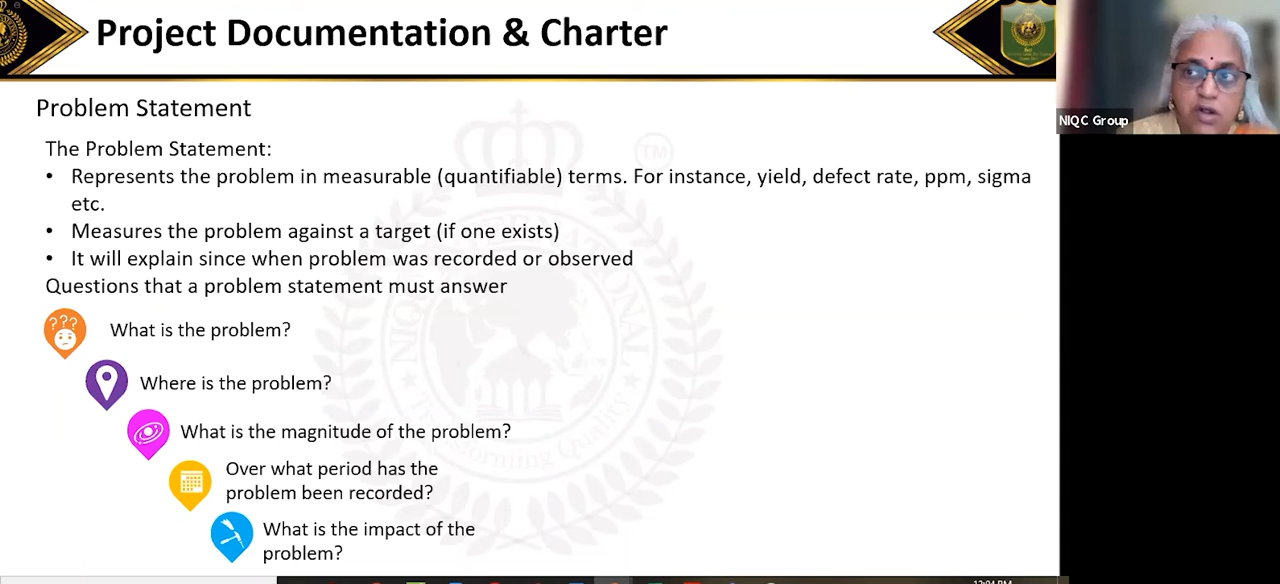 Project Documentation & Charter
NIQC Group
Problem Statement
The Problem Statement:
• Represents the problem in measurable (quantifiable) terms. For instance, yield, defect rate, ppm, sigma
etc.
• Measures the problem against a target (if one exists)
• It will explain since when problem was recorded or observed
Questions that a problem statement must answer
???
What is the problem?
Where is the problem?
What is the magnitude of the problem?
Over what period has the
problem been recorded?
What is the impact of the
problem?
TM